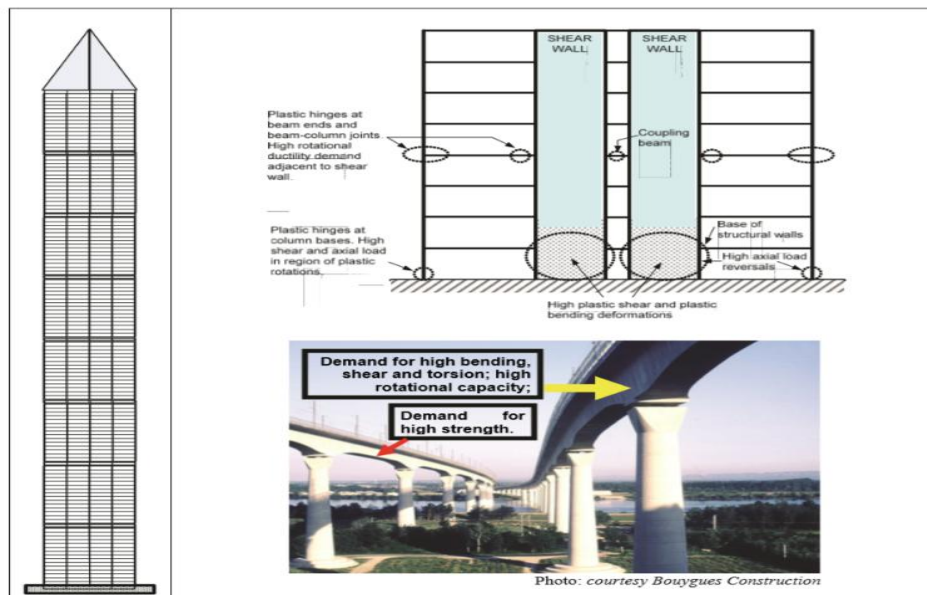 SHEAR
WALL
SHEAR
WALL
Plastic hinges at
beam ends and
beam-column joints
High rotational
ductility demand
adjacent to shear
wall.
Coupling
beam
Plastic hinges at
column bases. High
shear and axial load
in region of plastic
rotations.
Base of
structural walls
High axial load
reversals
High plastic shear and plastic
bending deformations
Demand for high bending,
shear and torsion; high
rotational capacity;
Demand for
high strength.
Photo: courtesy Bouygues Construction